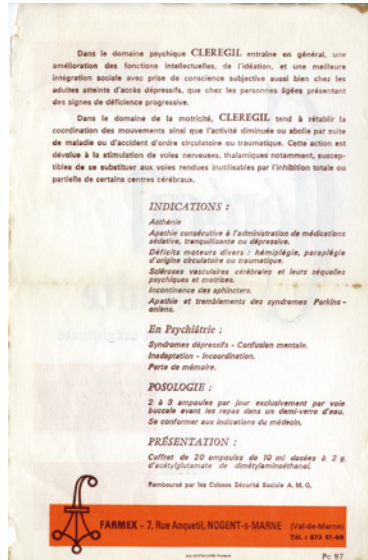 Dans le domaine psychique CLEREGIL entraîne en général, une
amélioration des fonctions intellectuelles, de l'idéation, et une meilleure
intégration sociale avec prise de conscience subjective aussi bien chez les
adultes atteints d'accès dépressifs, que chez les personnes âgées présentant
des signes de déficience progressive.
Dans le domaine de la motricité, CLEREGIL tend à rétablir la
coordination des mouvements ainsi que l'activité diminuée ou abolie par suite
de maladie ou d'accident d'ordre circulatoire ou traumatique. Cette action est
dévolue à la stimulation de voies nerveuses, thalamiques notamment, suscep-
tibles de se substituer aux voies rendues inutilisables par l'inhibition totale ou
partielle de certains centres cérébraux.
INDICATIONS :
Asthénie
Apathie consécutive à l'administration de médications
sédative, tranquillisante ou dépressive.
Déficits moteurs divers : hémiplégie, paraplégie
d'origine circulatoire ou traumatique.
Scléroses vasculaires cérébrales et leurs séquelles
psychiques et motrices.
Incontinence des sphincters.
Apathie et tremblements des syndromes Parkins-
oniens.
En Psychiâtrie :
Syndromes dépressifs - Confusion mentale.
Inadaptation - Incoordination.
Perte de mémoire.
POSOLOGIE :
2 à 3 ampoules par jour exclusivement par voie
buccale avant les repas dans un demi-verre d'eau.
Se conformer aux indications du médecin.
PRÉSENTATION :
Coffret de 20 ampoules de 10 ml dosées à 2 g.
d'acétylglutamate de dimétylaminoéthanol.
Remboursé par les Caisses Sécurité Sociale A. M. G.
FARMEX - 7, Rue Anquetil, NOGENT-s-MARNE (Val-de-Marne)
Tél. : 873 51-00
Pc 97